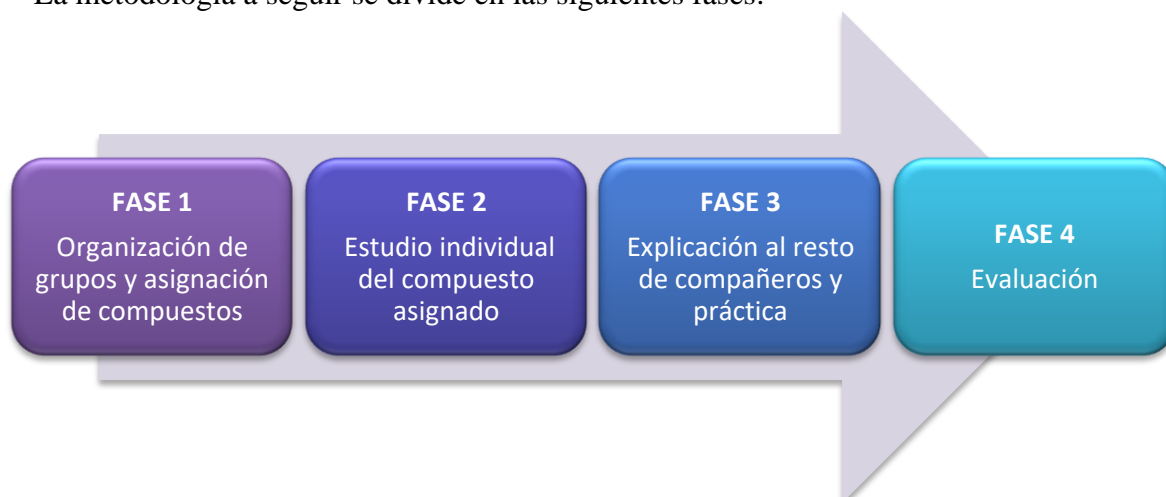 La metodología a seguir se divide en las siguientes fases:
FASE 1
Organización de
grupos y asignación
de compuestos
FASE 2
Estudio individual
del compuesto
asignado
FASE 3
Explicación al resto
de compañeros y
práctica
FASE 4
Evaluación